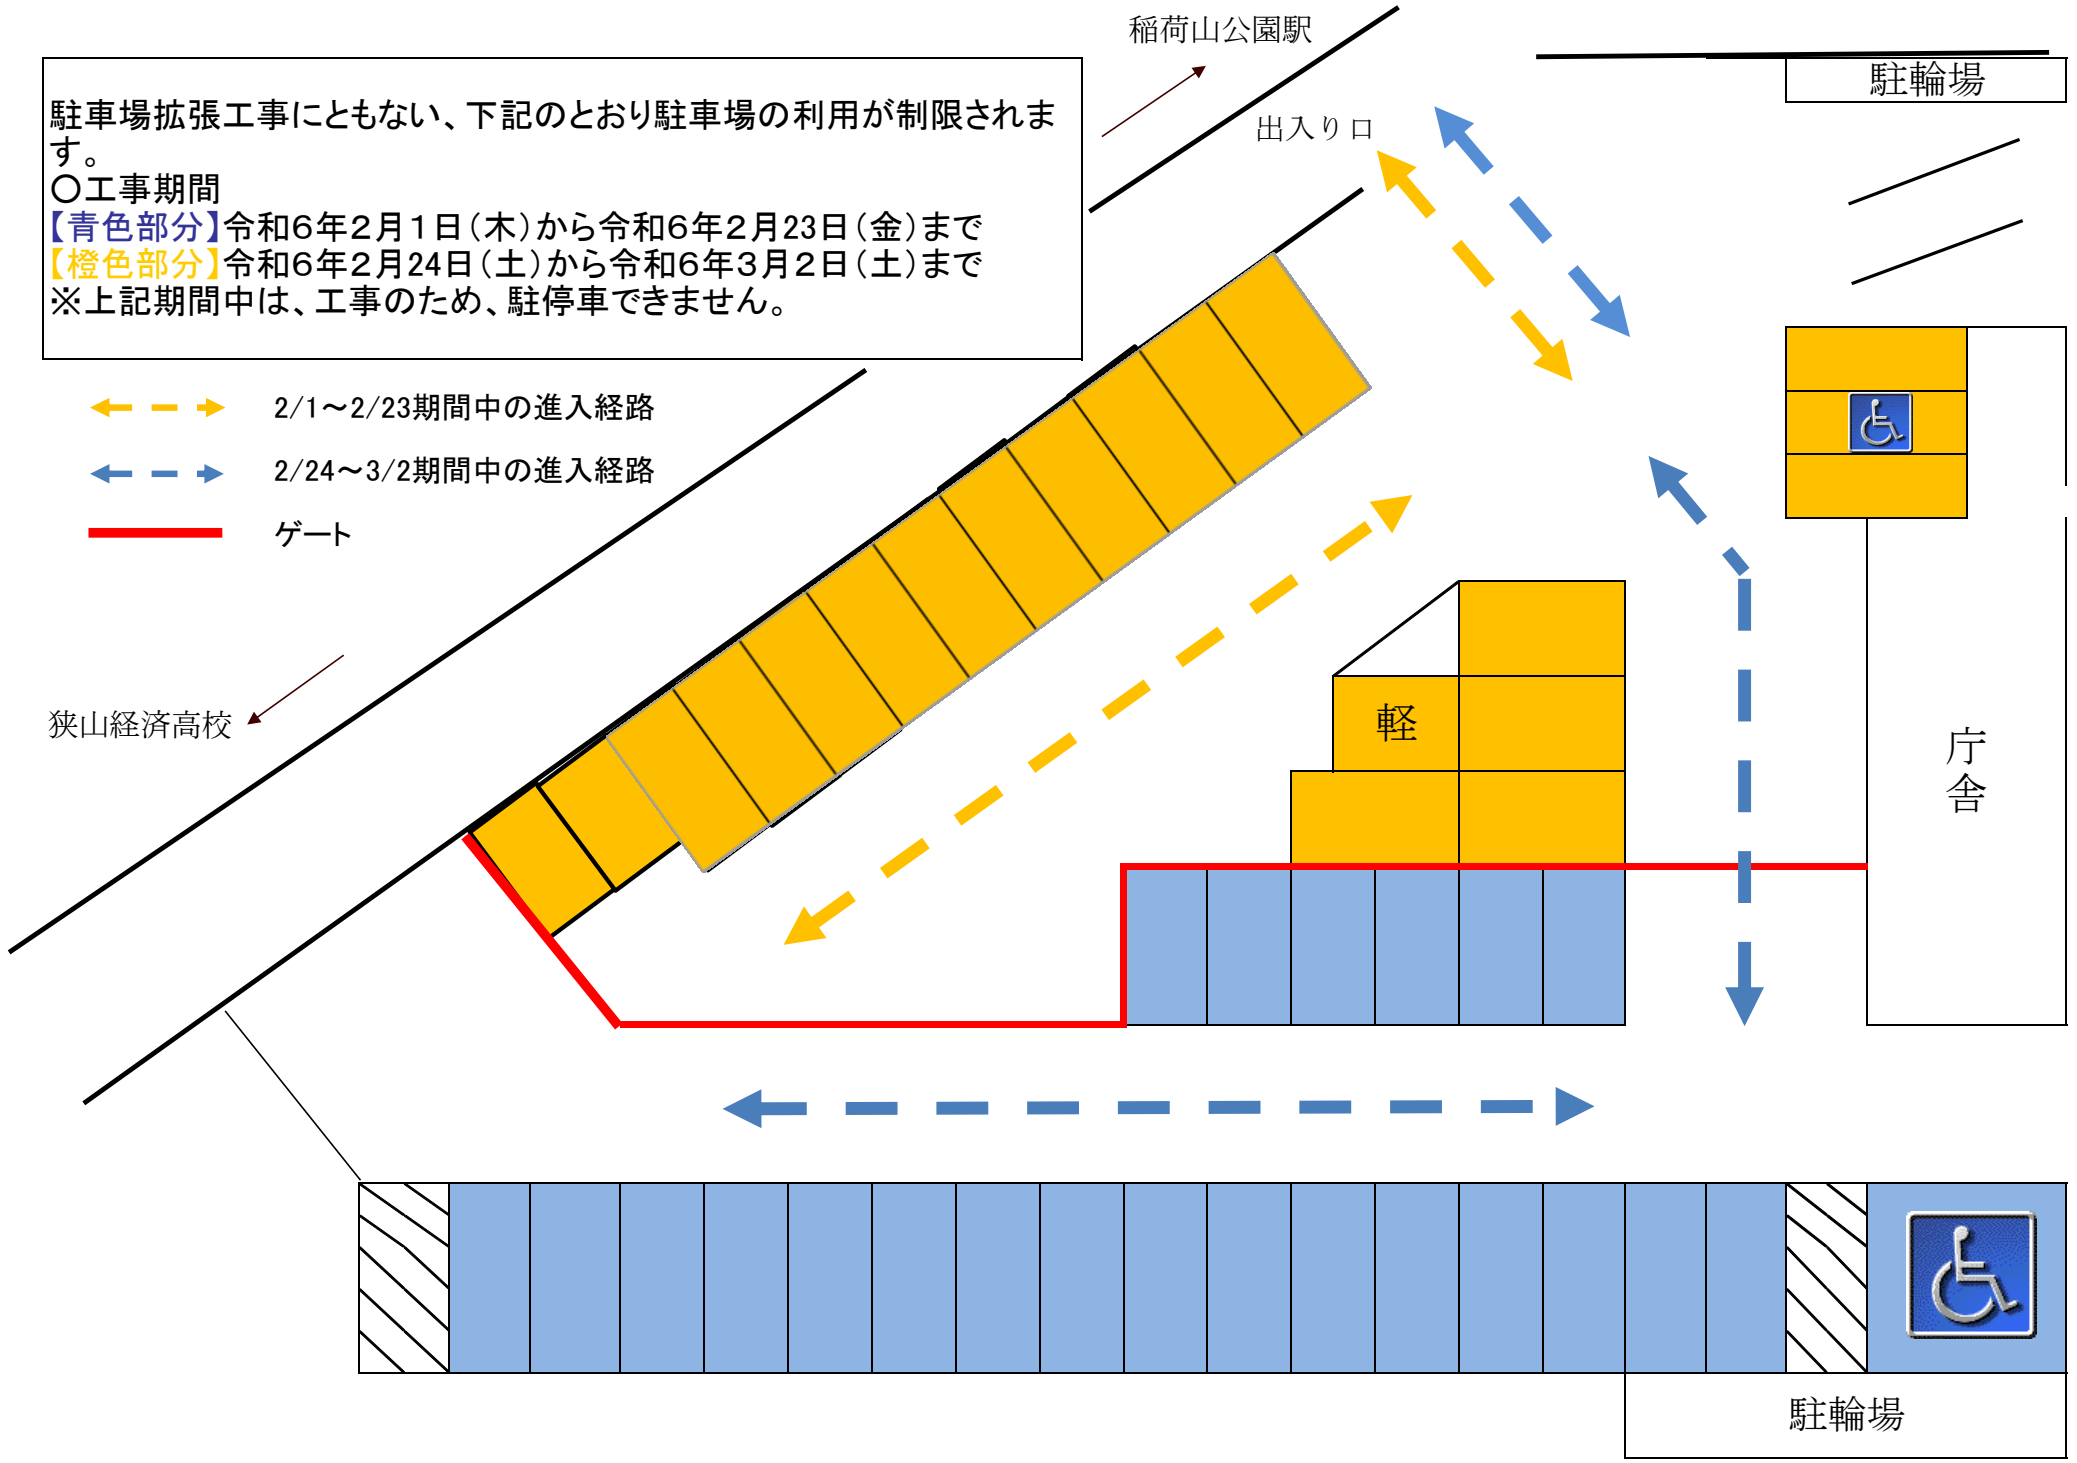 稲荷山公園駅
駐輪場
駐車場拡張工事にともない、下記のとおり駐車場の利用が制限されま
す。
〇工事期間
【青色部分】令和６年２月１日（木）から令和６年２月23日（金）まで
【橙色部分】令和６年２月24日（土）から令和６年３月２日（土）まで
※上記期間中は、工事のため、駐停車できません。
出入り口
2/1～2/23期間中の進入経路
2/24～3/2期間中の進入経路
ゲート
狭山経済高校
軽
庁舎
駐輪場